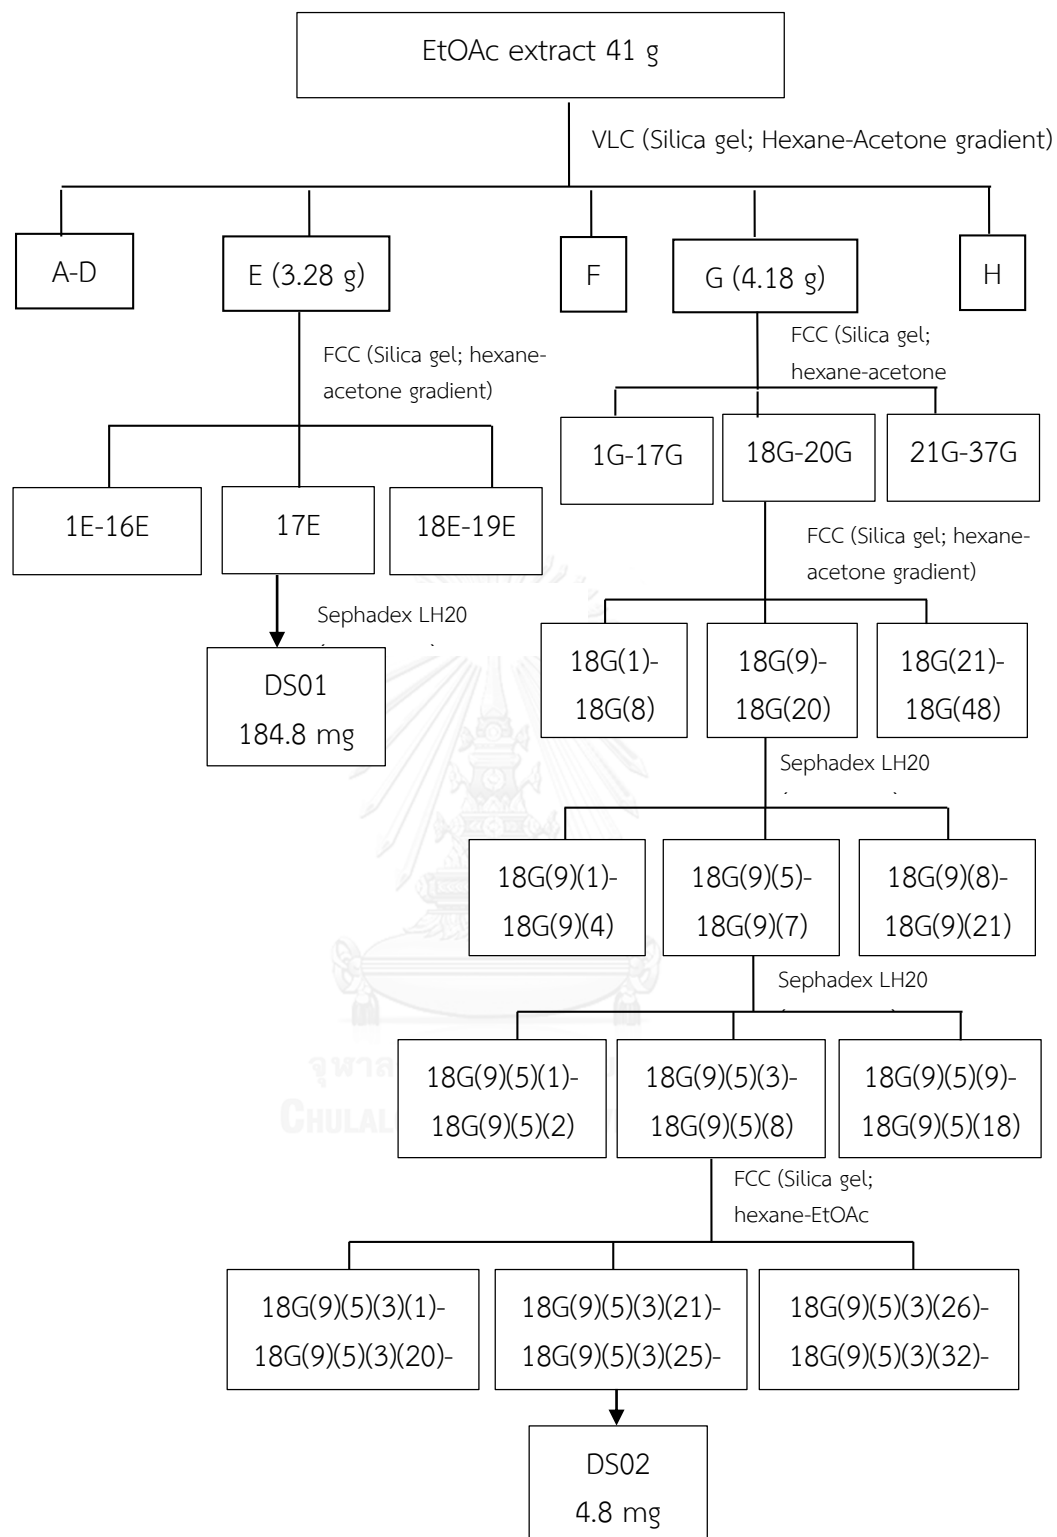 EtOAc extract 41 g
VLC (Silica gel; Hexane-Acetone gradient)
A-D
E (3.28 g)
F
G (4.18 g)
H
FCC (Silica gel; hexane-
acetone gradient)
FCC (Silica gel;
hexane-acetone
1G-17G
18G-20G
21G-37G
1E-16E
17E
18E-19E
FCC (Silica gel; hexane-
acetone gradient)
Sephadex LH20
DS01
184.8 mg
18G(1)-
18G(8)
18G(9)-
18G(20)
18G(21)-
18G(48)
Sephadex LH20
18G(9)(1)-
18G(9)(4)
18G(9)(5)-
18G(9)(7)
18G(9)(8)-
18G(9)(21)
Sephadex LH20
18G(9)(5)(1)-
18G(9)(5)(2)
18G(9)(5)(3)-
18G(9)(5)(8)
18G(9)(5)(9)-
18G(9)(5)(18)
FCC (Silica gel;
hexane-EtOAc
18G(9)(5)(3)(1)-
18G(9)(5)(3)(20)-
18G(9)(5)(3)(21)-
18G(9)(5)(3)(25)-
18G(9)(5)(3)(26)-
18G(9)(5)(3)(32)-
DS02
4.8 mg